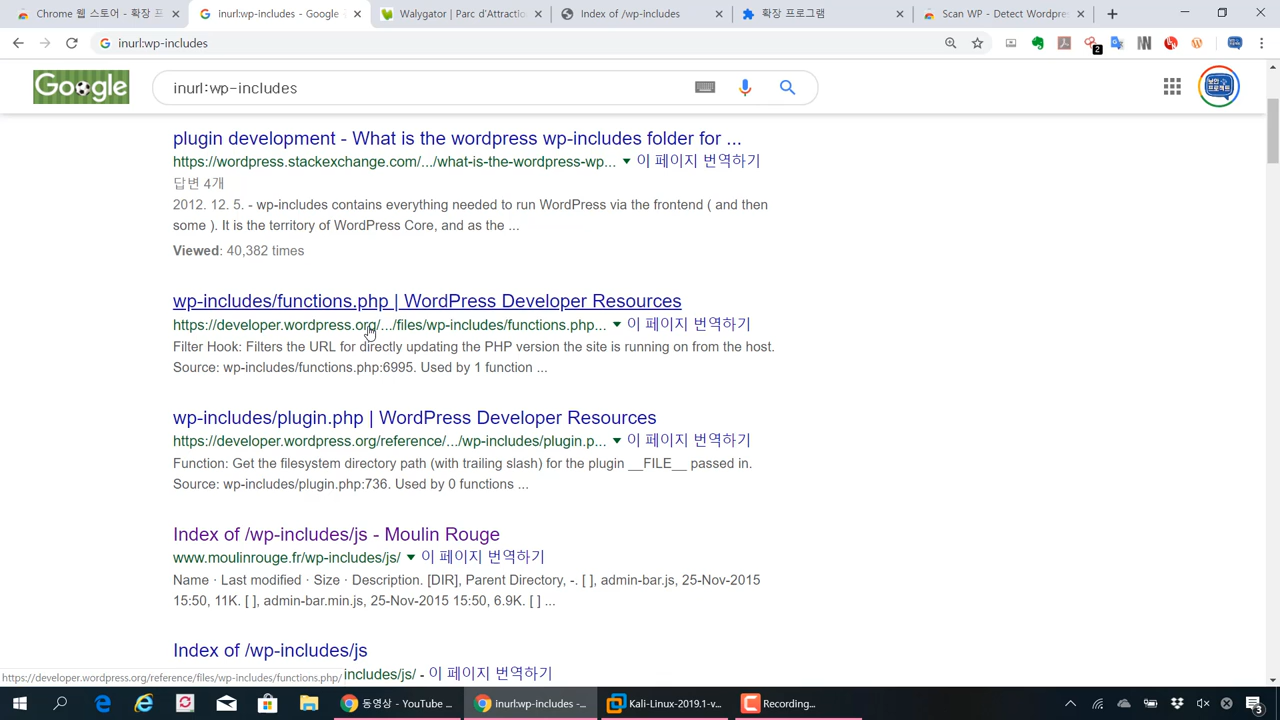 Chrome 웹 스토어 - 확장 프
inurl:wp-includes - Google
Walygator | Parc d'Attractio
Index of /wp-includes
확장 프로그램
Scan WP - Detect Wordpres
inurl:wp-includes
2
Google
inurl:wp-includes
plugin development - What is the wordpress wp-includes folder for ...
https://wordpress.stackexchange.com/.../what-is-the-wordpress-wp... 이 페이지 번역하기
답변 4개
2012. 12. 5. - wp-includes contains everything needed to run WordPress via the frontend ( and then
some ). It is the territory of WordPress Core, and as the ...
Viewed: 40,382 times
wp-includes/functions.php | WordPress Developer Resources
https://developer.wordpress.org/.../files/wp-includes/functions.php... 이 페이지 번역하기
Filter Hook: Filters the URL for directly updating the PHP version the site is running on from the host.
Source: wp-includes/functions.php:6995. Used by 1 function ...
wp-includes/plugin.php | WordPress Developer Resources
https://developer.wordpress.org/reference/.../wp-includes/plugin.p... 이 페이지 번역하기
Function: Get the filesystem directory path (with trailing slash) for the plugin __FILE__ passed in.
Source: wp-includes/plugin.php:736. Used by 0 functions ...
Index of /wp-includes/js - Moulin Rouge
www.moulinrouge.fr/wp-includes/js/ 이 페이지 번역하기
Name · Last modified · Size · Description. [DIR], Parent Directory, -. [ ], admin-bar.js, 25-Nov-2015
15:50, 11K. [ ], admin-bar.min.js, 25-Nov-2015 15:50, 6.9K. [ ] ...
Index of /wp-includes/js
includes/js/ - 이 페이지 번역하기
https://developer.wordpress.org/reference/files/wp-includes/functions.php/
동영상 - YouTube ...
inurl:wp-includes -...
Kali-Linux-2019.1-v...
Recording...
3